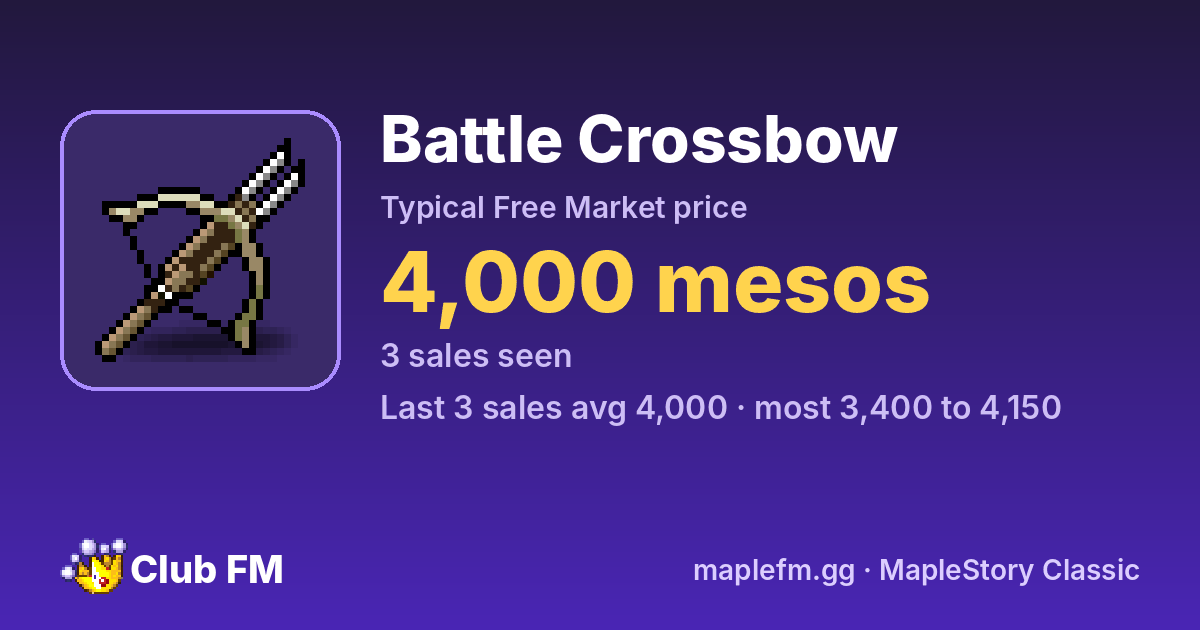 Battle Crossbow
Typical Free Market price
4,000 mesos
3 sales seen
Last 3 sales avg 4,000 · most 3,400 to 4,150
Club FM
maplefm.gg · MapleStory Classic